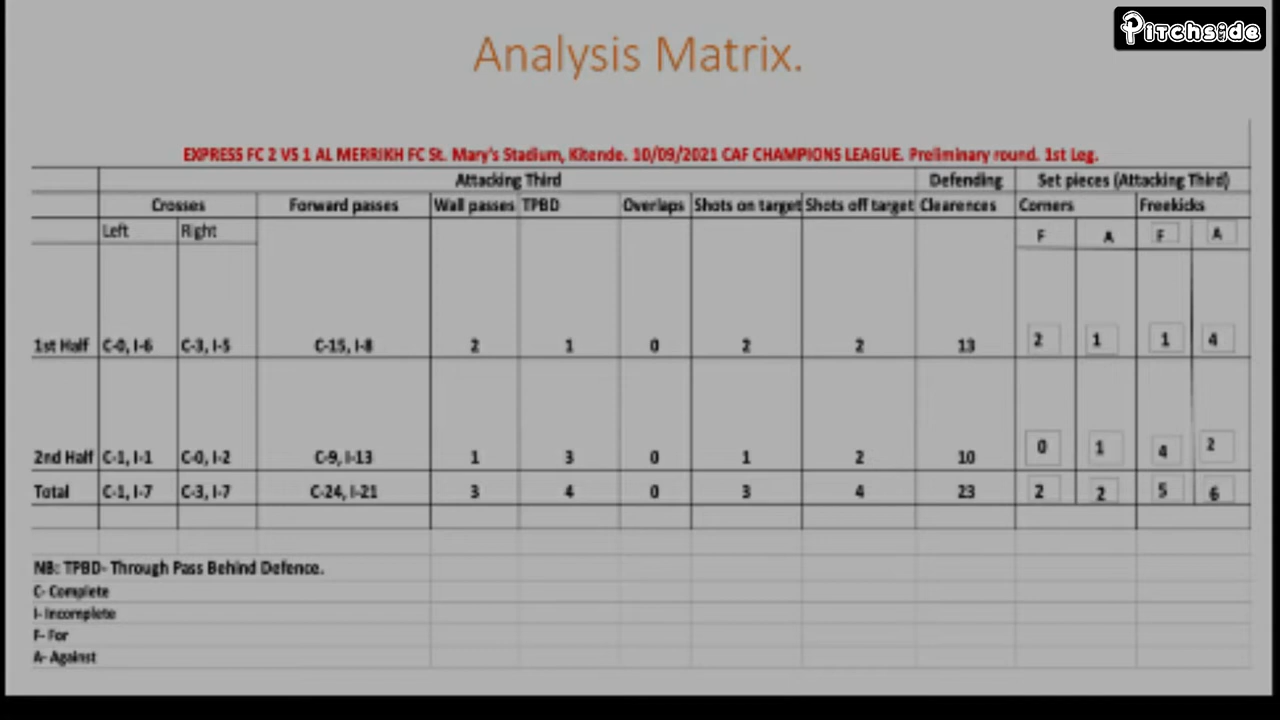 Pitchside
Analysis Matrix.
EXPRESS FC 2 VS 1 AL MERRIKH FC St. Mary's Stadium, Kitende. 10/09/2021 CAF CHAMPIONS LEAGUE. Preliminary round. 1st Leg.
Attacking Third Defending Set pieces (Attacking Third)
Crosses Forward passes Wall passes TPBD Overlaps Shots on target Shots off target Clearences Corners Freekicks
Left Right F A F A
1st Half C-0, I-6 C-3, I-5 C-15, I-8 2 1 0 2 2 13 2 1 1 4
2nd Half C-1, I-1 C-0, I-2 C-9, I-13 1 3 0 1 2 10 0 1 4 2
Total C-1, I-7 C-3, I-7 C-24, I-21 3 4 0 3 4 23 2 2 5 6
NB: TPBD- Through Pass Behind Defence.
C- Complete
I- Incomplete
F- For
A- Against